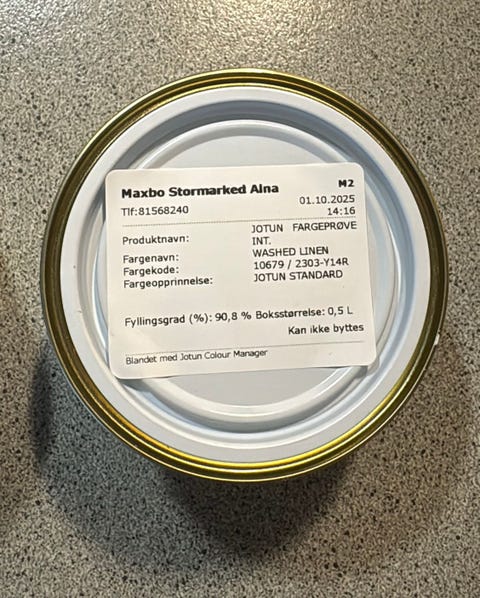 Maxbo Stormarked Alna M2
Tlf:81568240 01.10.2025
14:16
Produktnavn: JOTUN FARGEPRØVE
INT.
Fargenavn: WASHED LINEN
Fargekode: 10679 / 2303-Y14R
Fargeopprinnelse: JOTUN STANDARD
Fyllingsgrad (%): 90,8 % Boksstørrelse: 0,5 L
Kan ikke byttes
Blandet med Jotun Colour Manager